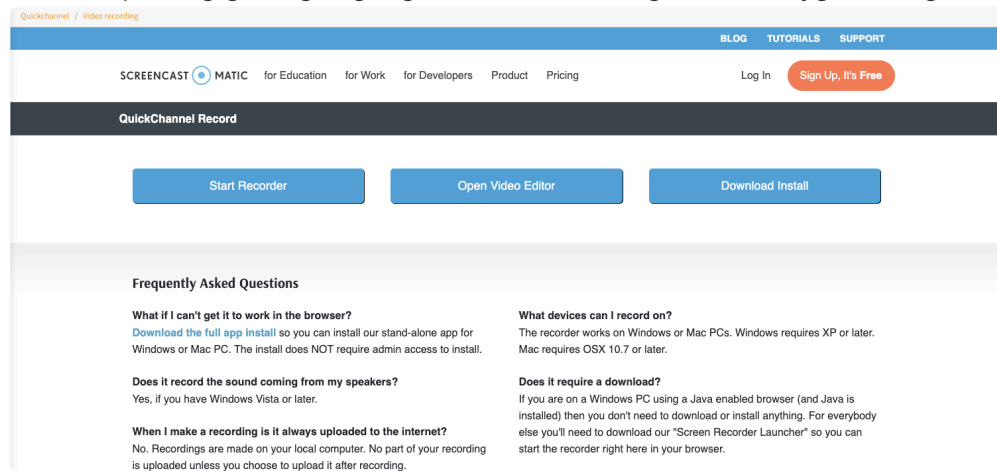 Quickchannel / Video recording
BLOG TUTORIALS SUPPORT
SCREENCAST MATIC for Education for Work for Developers Product Pricing Log In Sign Up, It's Free
QuickChannel Record
Start Recorder Open Video Editor Download Install
Frequently Asked Questions
What if I can't get it to work in the browser?
Download the full app install so you can install our stand-alone app for
Windows or Mac PC. The install does NOT require admin access to install.
Does it record the sound coming from my speakers?
Yes, if you have Windows Vista or later.
When I make a recording is it always uploaded to the internet?
No. Recordings are made on your local computer. No part of your recording
is uploaded unless you choose to upload it after recording.
What devices can I record on?
The recorder works on Windows or Mac PCs. Windows requires XP or later.
Mac requires OSX 10.7 or later.
Does it require a download?
If you are on a Windows PC using a Java enabled browser (and Java is
installed) then you don't need to download or install anything. For everybody
else you'll need to download our "Screen Recorder Launcher" so you can
start the recorder right here in your browser.